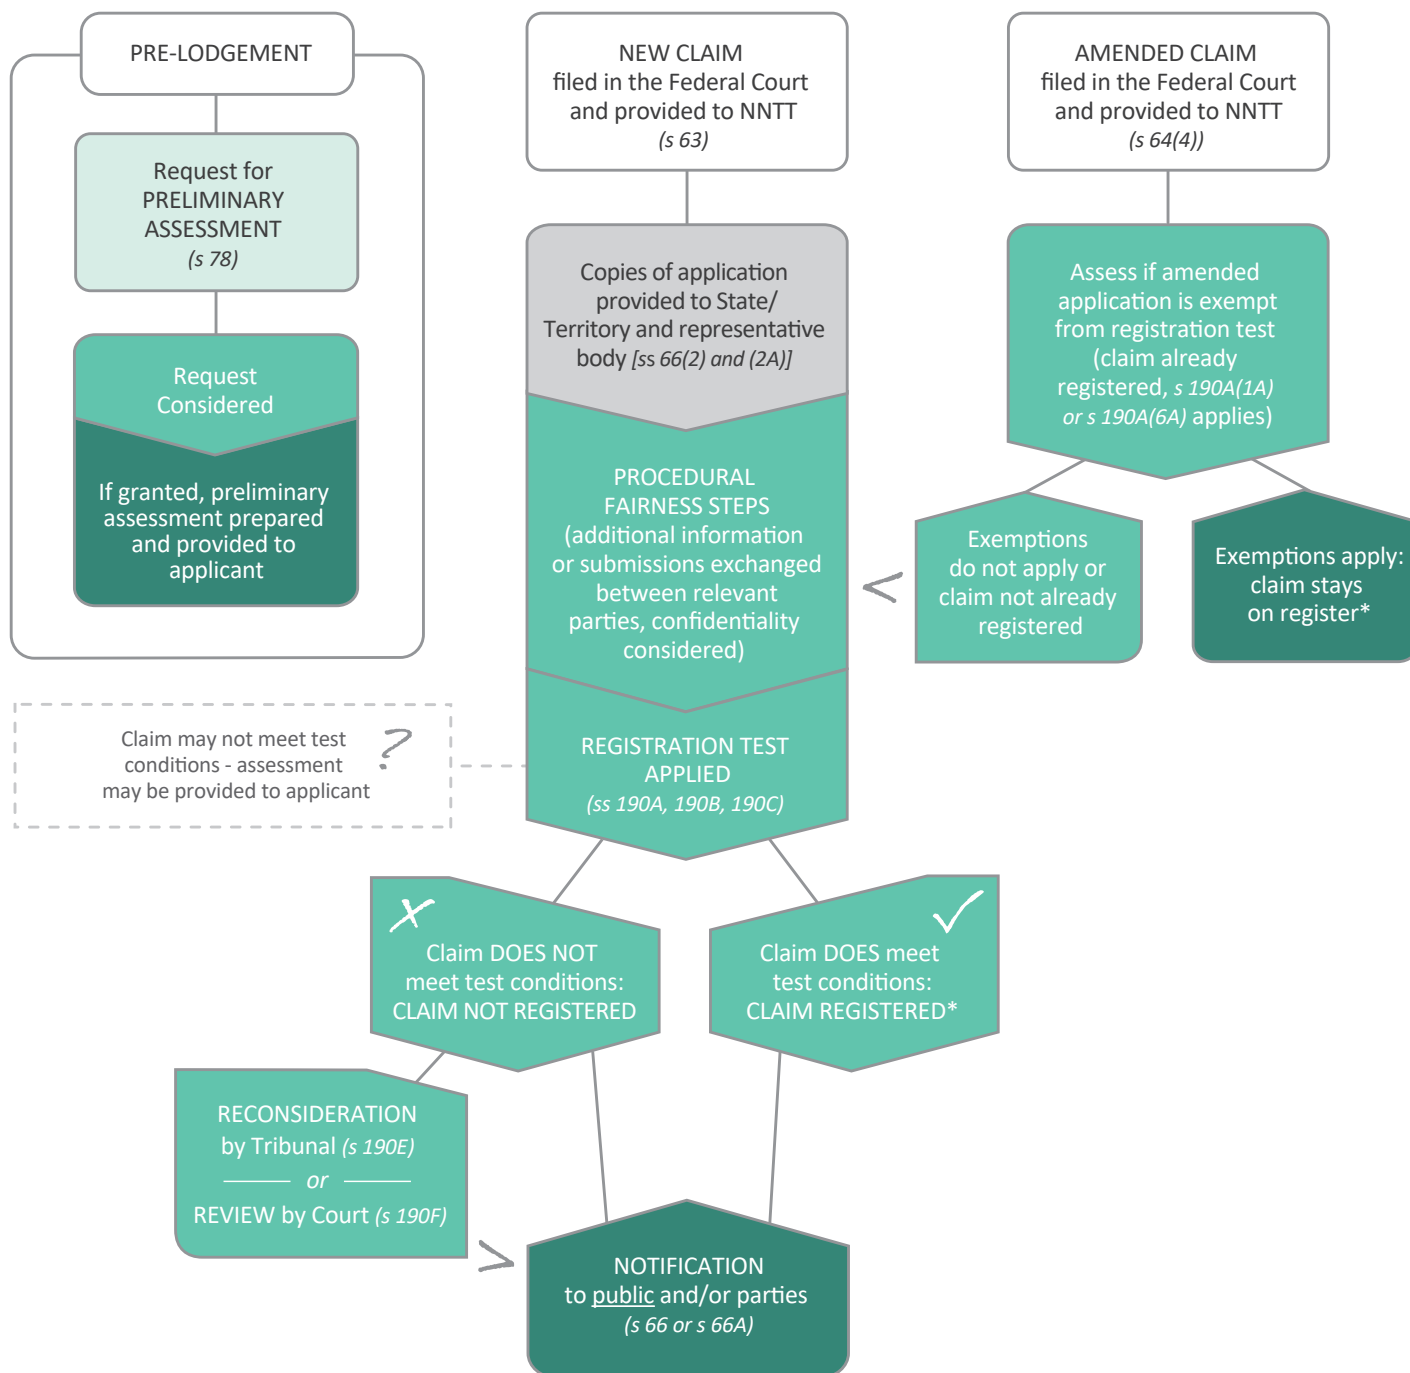 PRE-LODGEMENT
Request for
PRELIMINARY
ASSESSMENT
(s 78)
Request
Considered
If granted, preliminary
assessment prepared
and provided to
applicant
NEW CLAIM
filed in the Federal Court
and provided to NNTT
(s 63)
Copies of application
provided to State/
Territory and representative
body [ss 66(2) and (2A)]
PROCEDURAL
FAIRNESS STEPS
(additional information
or submissions exchanged
between relevant
parties, confidentiality
considered)
REGISTRATION TEST
APPLIED
(ss 190A, 190B, 190C)
AMENDED CLAIM
filed in the Federal Court
and provided to NNTT
(s 64(4))
Assess if amended
application is exempt
from registration test
(claim already
registered, s 190A(1A)
or s 190A(6A) applies)
<
Exemptions
do not apply or
claim not already
registered
Exemptions apply:
claim stays
on register*
Claim may not meet test
conditions - assessment
may be provided to applicant
?
Claim DOES NOT
meet test conditions:
CLAIM NOT REGISTERED
Claim DOES meet
test conditions:
CLAIM REGISTERED*
RECONSIDERATION
by Tribunal (s 190E)
or
REVIEW by Court (s 190F)
>
NOTIFICATION
to public and/or parties
(s 66 or s 66A)